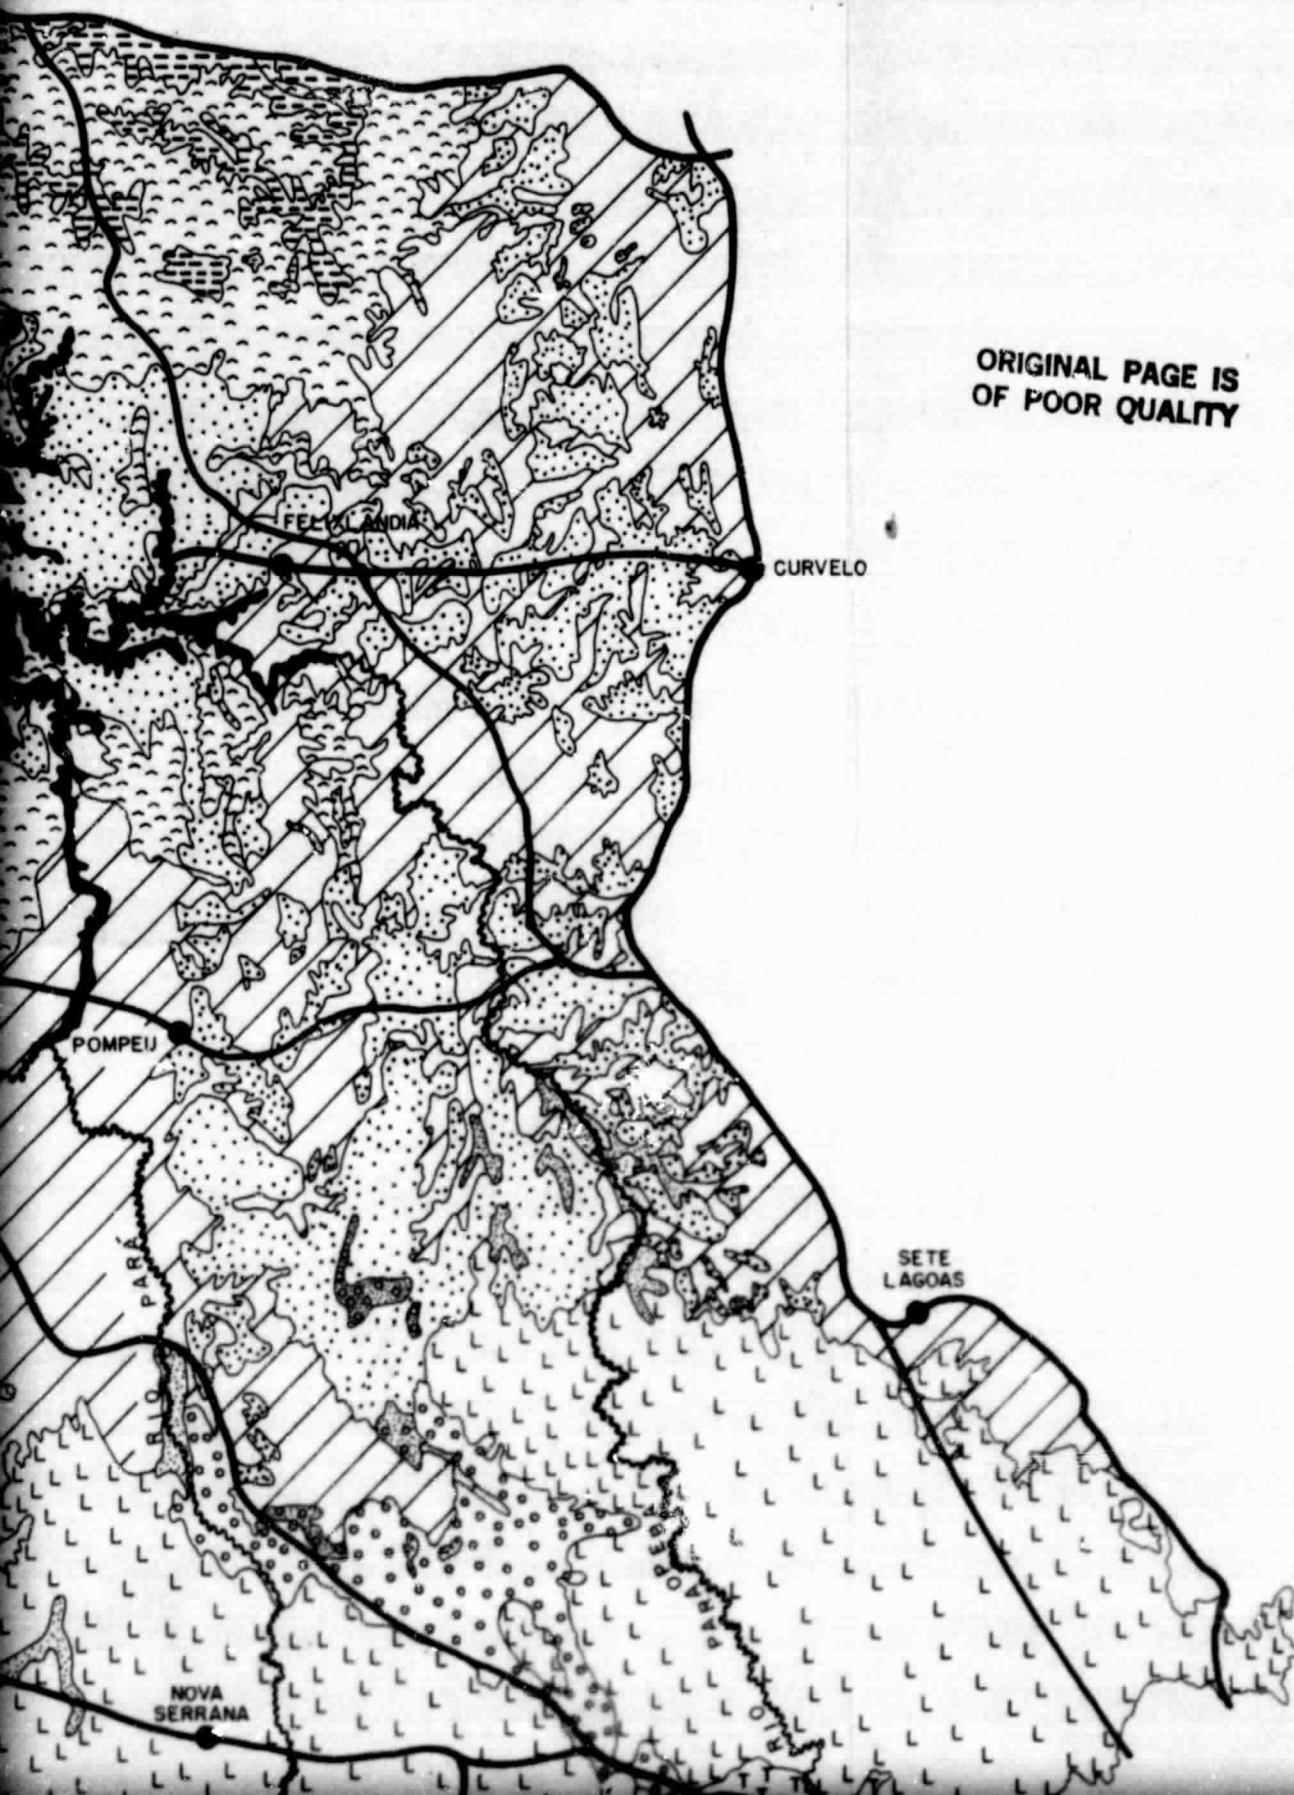 ORIGINAL PAGE IS
OF POOR QUALITY
FELIXLANDIA
CURVELO
POMPEU
SETE
LAGOAS
RIO PARÁ
RIO PARAOPEBA
NOVA
SERRANA